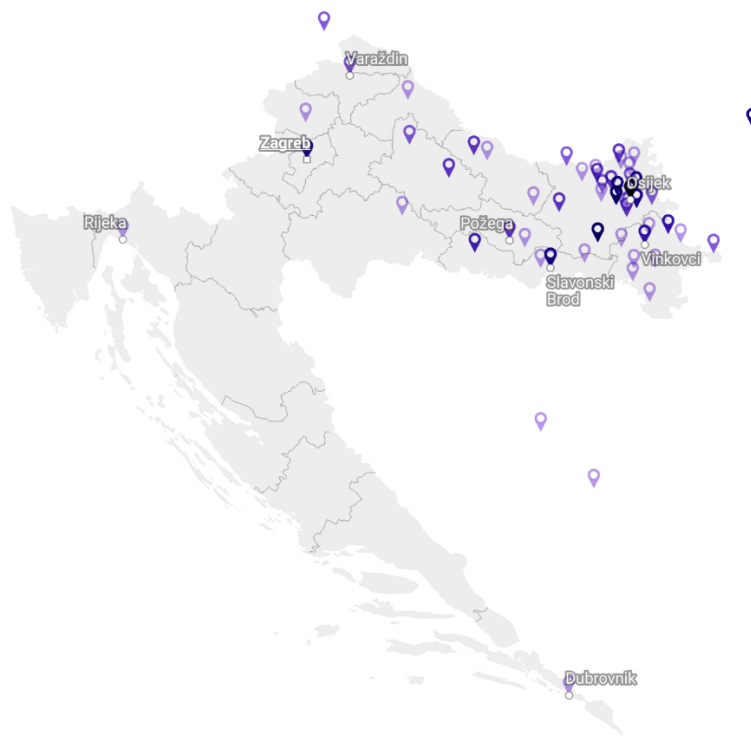 Varaždin
Zagreb
Osijek
Rijeka
Požega
Vinkovci
Slavonski
Brod
Dubrovnik